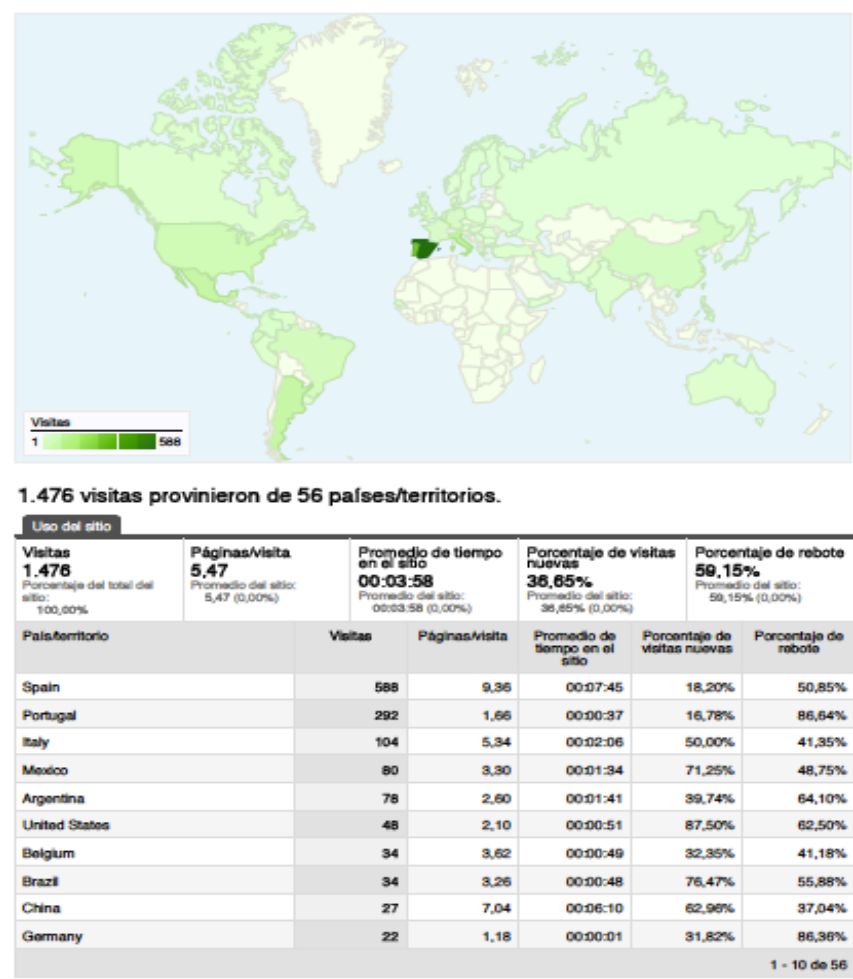 Visitas
1 588
1.476 visitas provinieron de 56 países/territorios.
Uso del sitio
Visitas
1.476
Porcentaje del total del
sitio:
100,00%
Páginas/visita
5,47
Promedio del sitio:
5,47 (0,00%)
Promedio de tiempo
en el sitio
00:03:58
Promedio del sitio:
00:03:58 (0,00%)
Porcentaje de visitas
nuevas
36,65%
Promedio del sitio:
36,65% (0,00%)
Porcentaje de rebote
59,15%
Promedio del sitio:
59,15% (0,00%)
País/territorio Visitas Páginas/visita Promedio de tiempo en el sitio Porcentaje de visitas nuevas Porcentaje de rebote
Spain 588 9,36 00:07:45 18,20% 50,85%
Portugal 292 1,66 00:00:37 16,78% 86,64%
Italy 104 5,34 00:02:06 50,00% 41,35%
Mexico 80 3,30 00:01:34 71,25% 48,75%
Argentina 78 2,60 00:01:41 39,74% 64,10%
United States 48 2,10 00:00:51 87,50% 62,50%
Belgium 34 3,62 00:00:49 32,35% 41,18%
Brazil 34 3,26 00:00:48 76,47% 55,88%
China 27 7,04 00:06:10 62,96% 37,04%
Germany 22 1,18 00:00:01 31,82% 86,36%
1 - 10 de 56